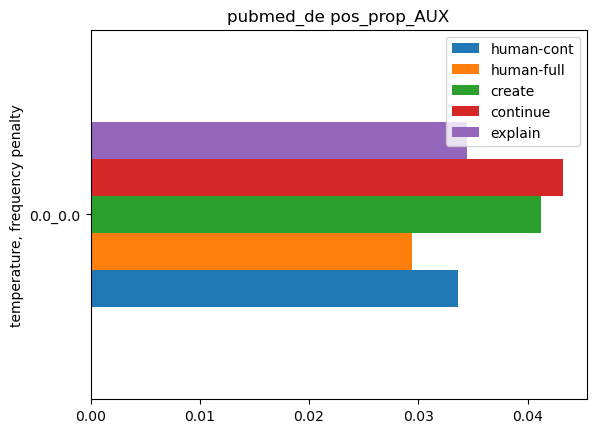 pubmed_de pos_prop_AUX
human-cont
human-full
create
continue
explain
temperature, frequency penalty
0.0_0.0
0.00
0.01
0.02
0.03
0.04